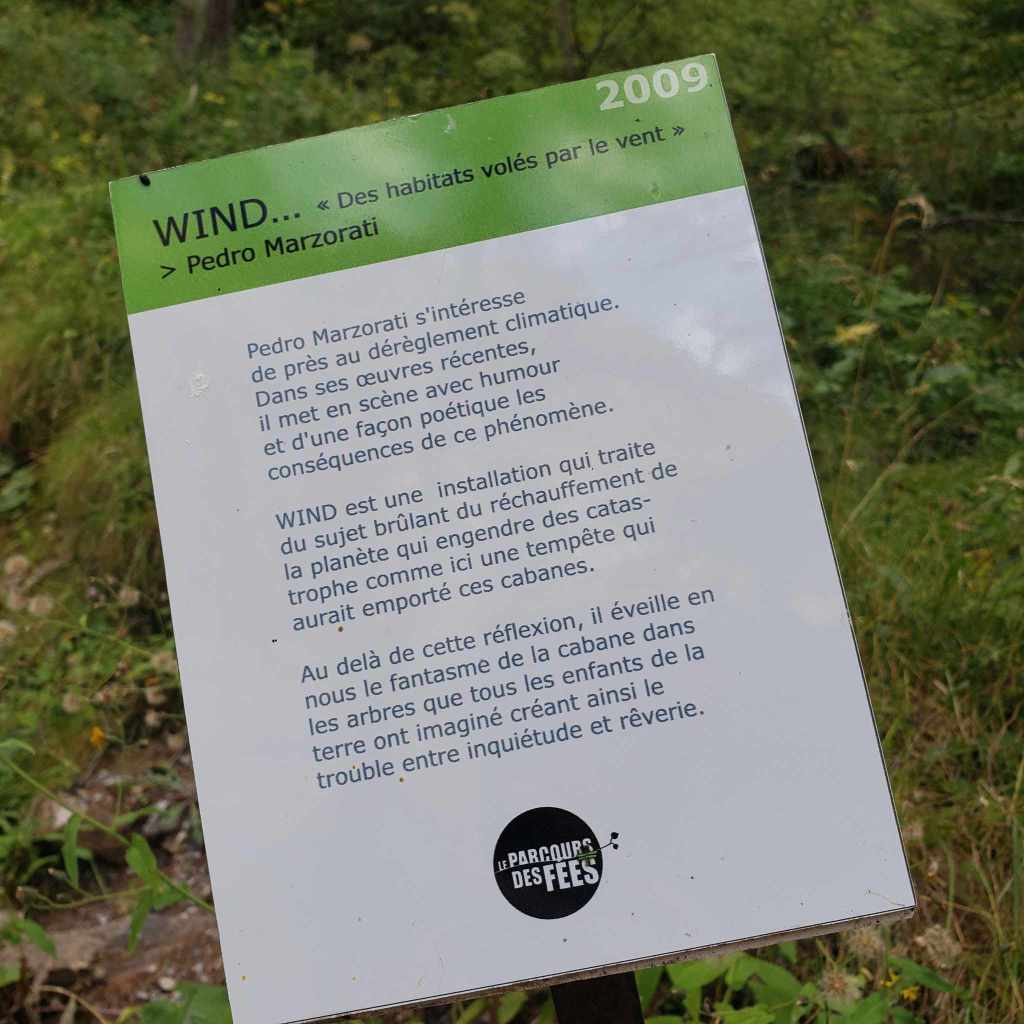 2009
WIND... « Des habitats volés par le vent »
> Pedro Marzorati
Pedro Marzorati s'intéresse
de près au dérèglement climatique.
Dans ses œuvres récentes,
il met en scène avec humour
et d'une façon poétique les
conséquences de ce phénomène.
WIND est une installation qui traite
du sujet brûlant du réchauffement de
la planète qui engendre des catas-
trophe comme ici une tempête qui
aurait emporté ces cabanes.
Au delà de cette réflexion, il éveille en
nous le fantasme de la cabane dans
les arbres que tous les enfants de la
terre ont imaginé créant ainsi le
trouble entre inquiétude et rêverie.
LE PARCOURS
DES FÉES